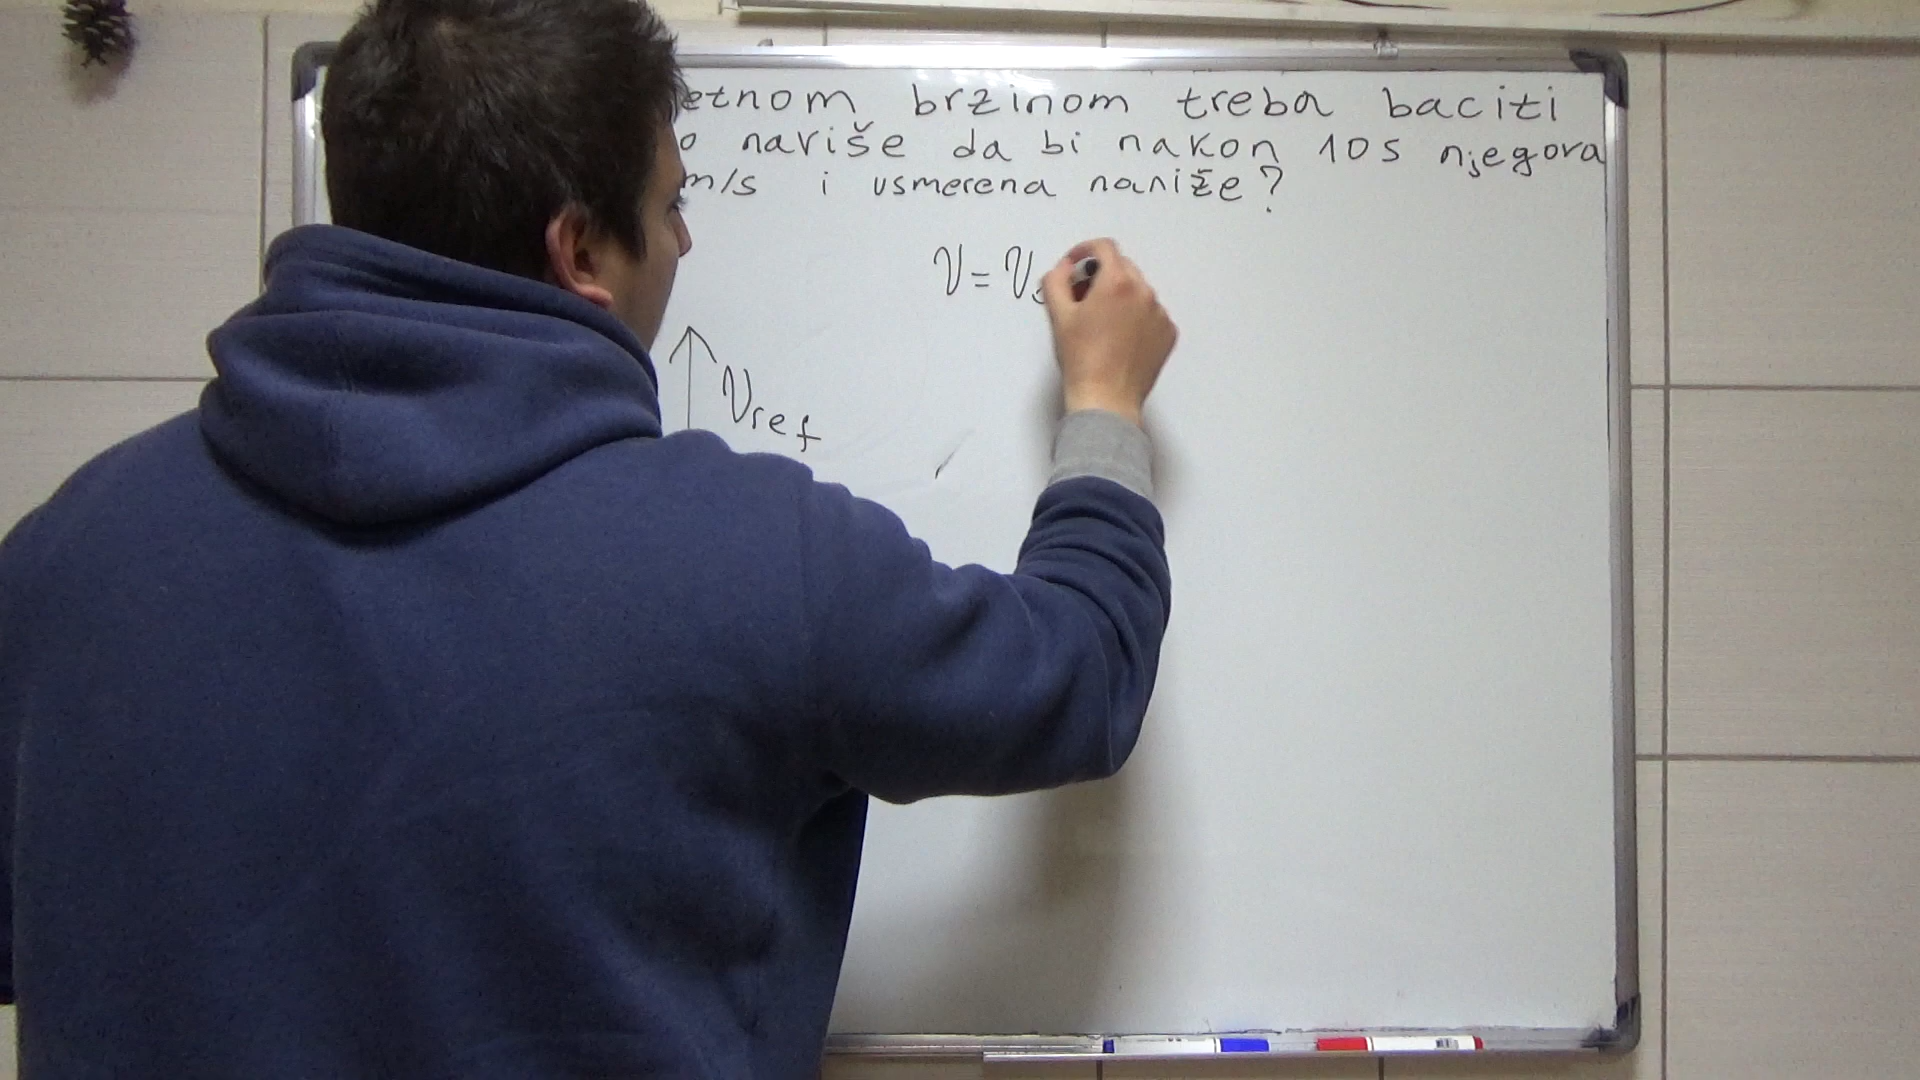 etnom brzinom treba baciti
o naviše da bi nakon 10s njegova
m/s i usmerena naniže?
V = V
Vref